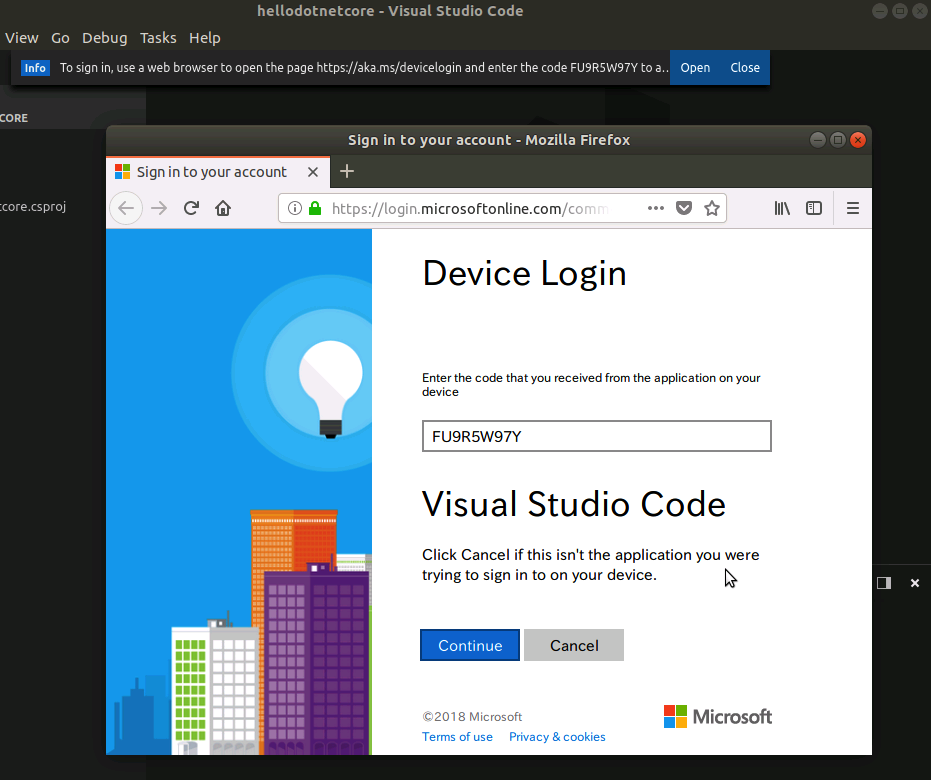 hellodotnetcore - Visual Studio Code
View Go Debug Tasks Help
Info To sign in, use a web browser to open the page https://aka.ms/devicelogin and enter the code FU9R5W97Y to a... Open Close
CORE
Sign in to your account - Mozilla Firefox
Sign in to your account
tcore.csproj
https://login.microsoftonline.com/comm
Device Login
Enter the code that you received from the application on your
device
FU9R5W97Y
Visual Studio Code
Click Cancel if this isn't the application you were
trying to sign in to on your device.
Continue Cancel
©2018 Microsoft
Microsoft
Terms of use Privacy & cookies